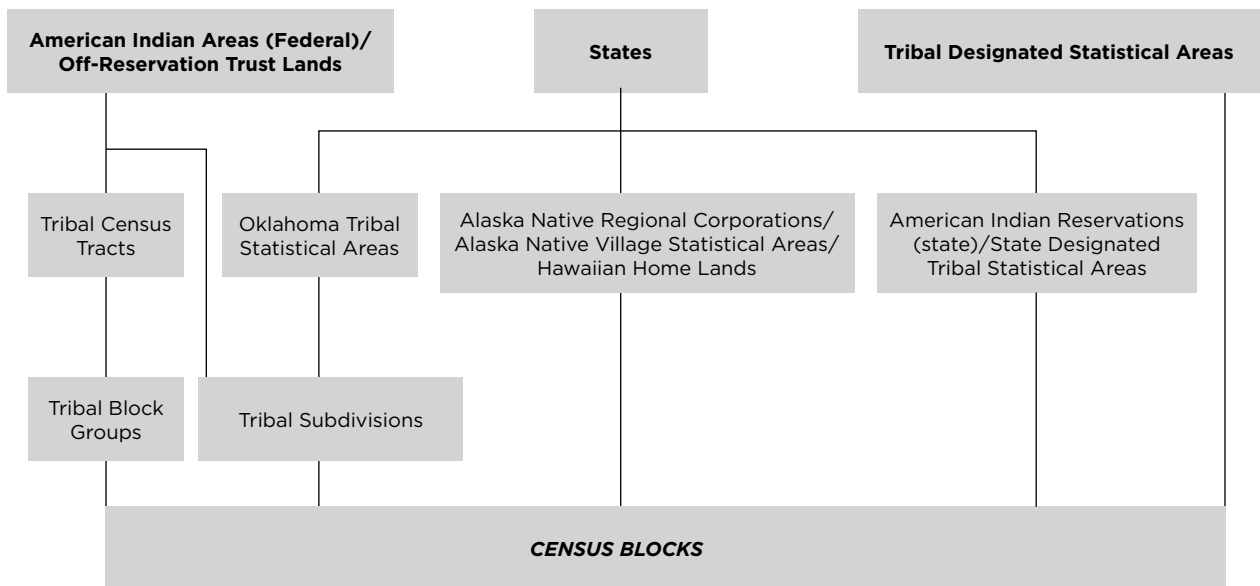 American Indian Areas (Federal)/
Off-Reservation Trust Lands
States
Tribal Designated Statistical Areas
Tribal Census
Tracts
Oklahoma Tribal
Statistical Areas
Alaska Native Regional Corporations/
Alaska Native Village Statistical Areas/
Hawaiian Home Lands
American Indian Reservations
(state)/State Designated
Tribal Statistical Areas
Tribal Block
Groups
Tribal Subdivisions
CENSUS BLOCKS